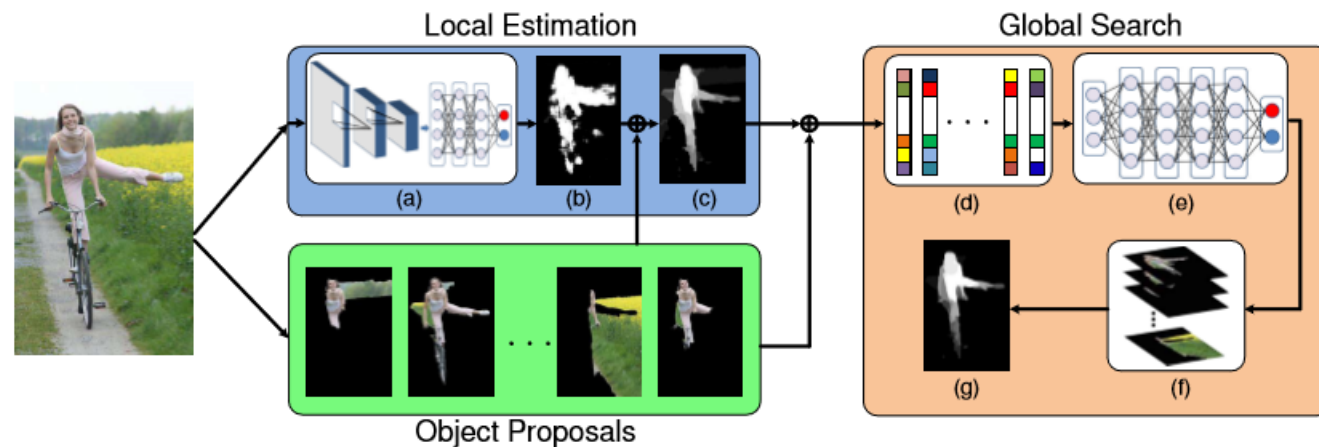 Local Estimation
Global Search
(a)
(b)
(c)
(d)
(e)
(g)
(f)
Object Proposals